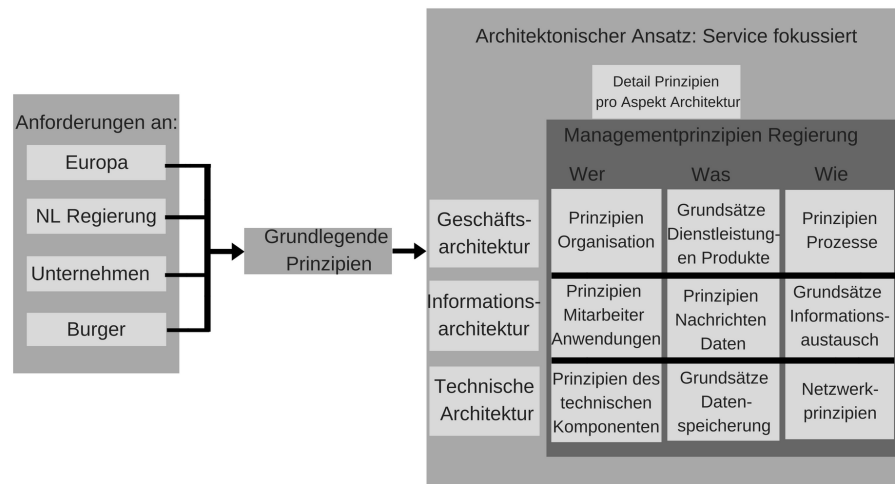 Architektonischer Ansatz: Service fokussiert
Detail Prinzipien
pro Aspekt Architektur
Anforderungen an:
Europa
NL Regierung
Unternehmen
Burger
Grundlegende
Prinzipien
Managementprinzipien Regierung
Wer
Was
Wie
Geschäfts-
architektur
Prinzipien
Organisation
Grundsätze
Dienstleistung-
en Produkte
Prinzipien
Prozesse
Informations-
architektur
Prinzipien
Mitarbeiter
Anwendungen
Prinzipien
Nachrichten
Daten
Grundsätze
Informations-
austausch
Technische
Architektur
Prinzipien des
technischen
Komponenten
Grundsätze
Daten-
speicherung
Netzwerk-
prinzipien